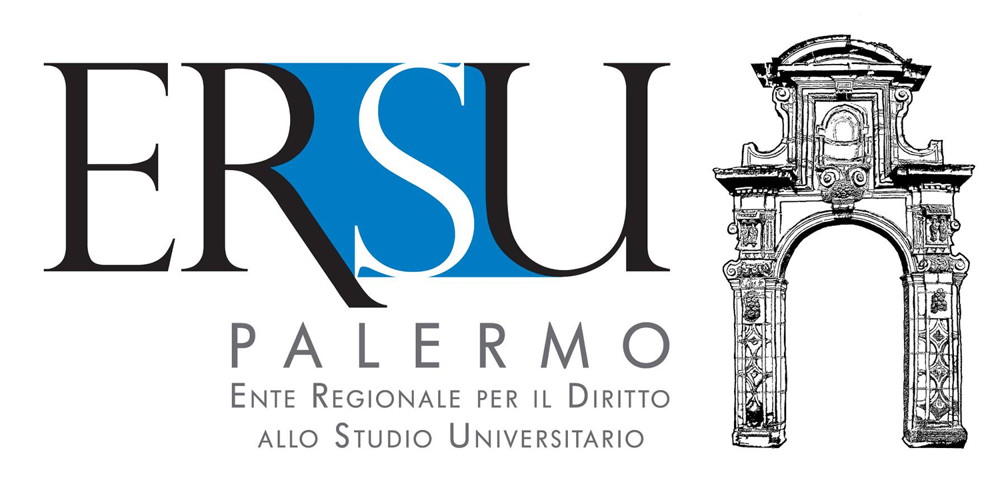 ERSU
PALERMO
ENTE REGIONALE PER IL DIRITTO
ALLO STUDIO UNIVERSITARIO